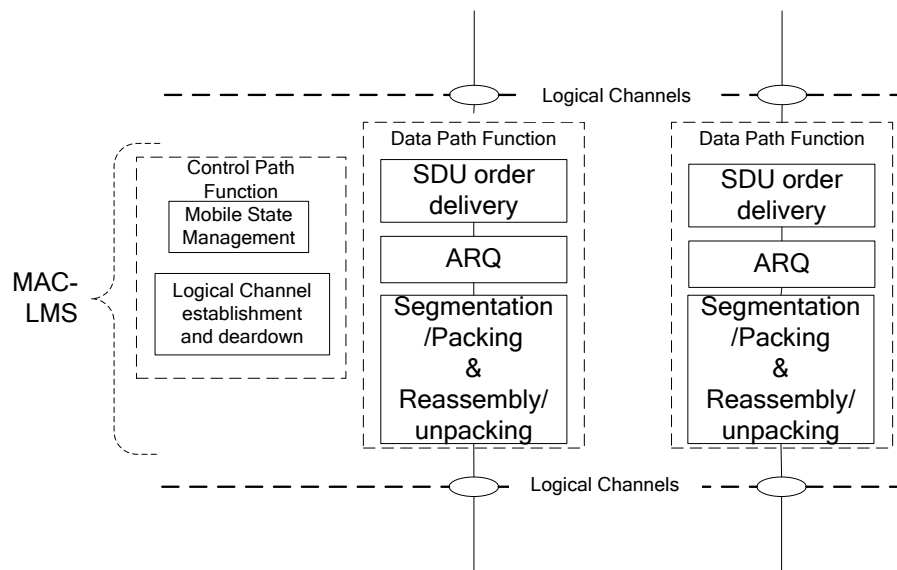 Logical Channels
MAC-
LMS
Control Path
Function
Mobile State
Management
Logical Channel
establishment
and deardown
Data Path Function
SDU order
delivery
ARQ
Segmentation
/Packing
&
Reassembly/
unpacking
Data Path Function
SDU order
delivery
ARQ
Segmentation
/Packing
&
Reassembly/
unpacking
Logical Channels